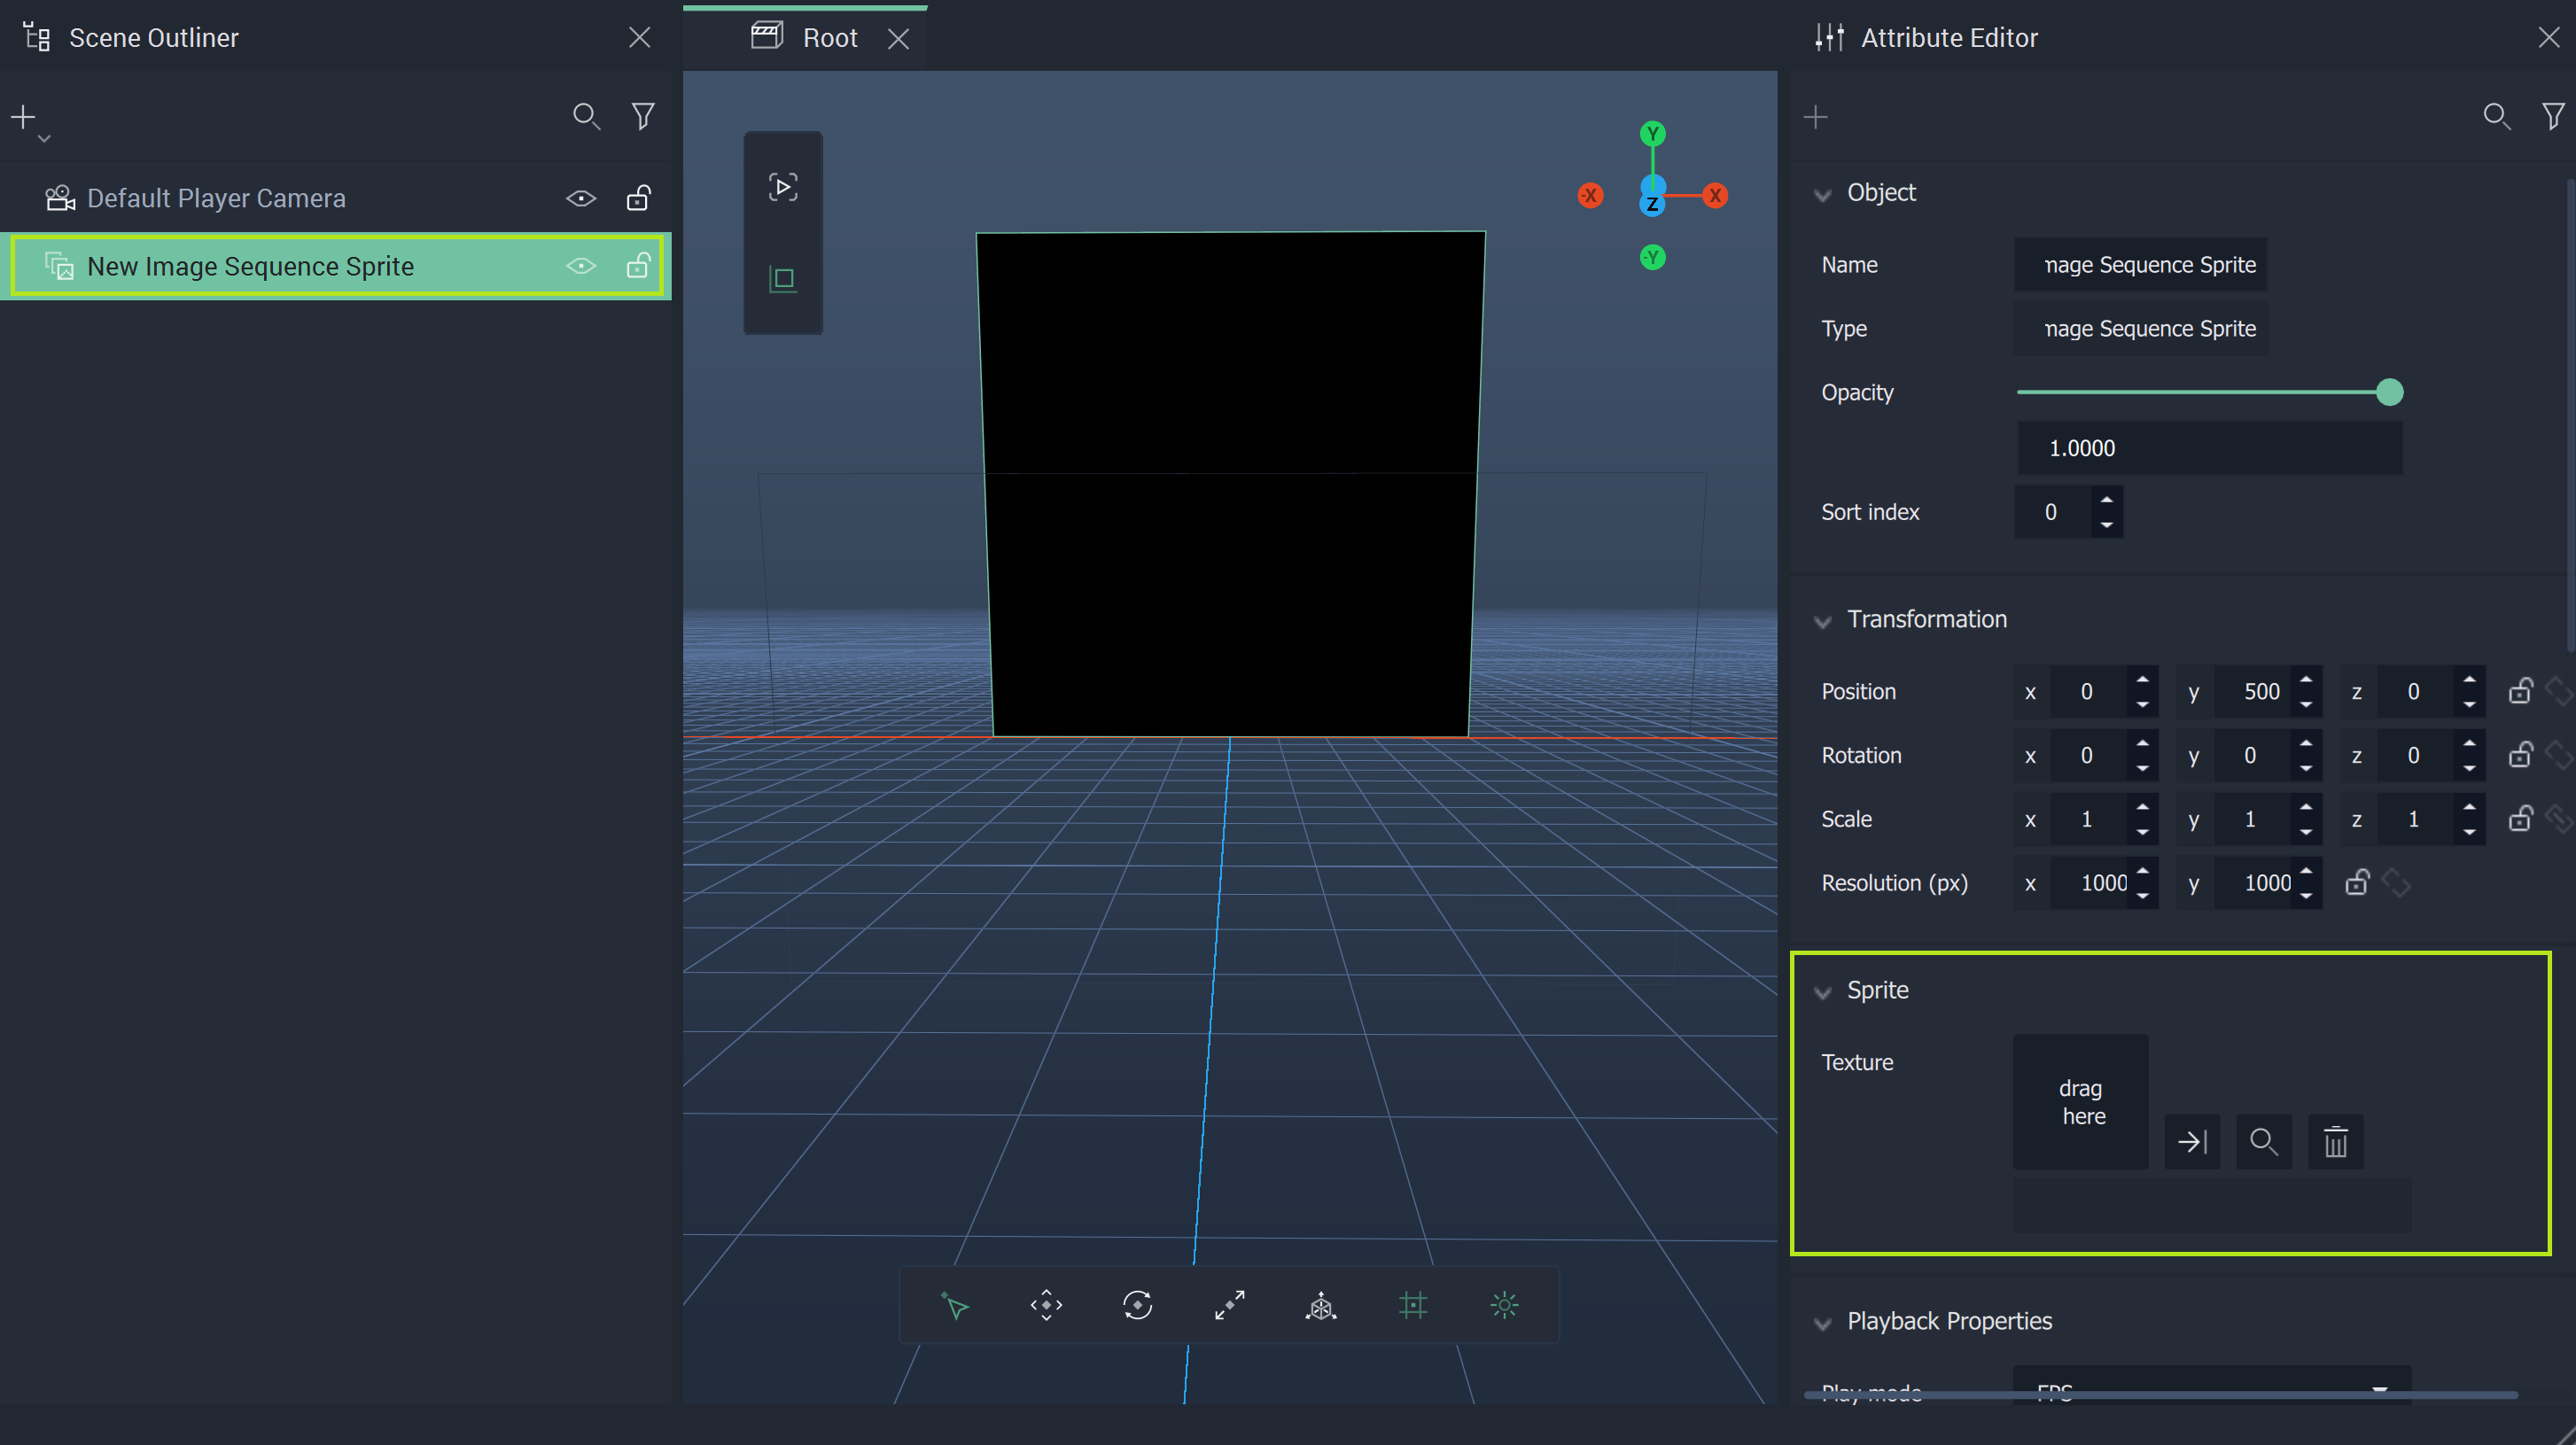 Scene Outliner
Default Player Camera
New Image Sequence Sprite
Root
Y
-X
X
Z
-Y
Attribute Editor
Object
Name mage Sequence Sprite
Type mage Sequence Sprite
Opacity
1.0000
Sort index 0
Transformation
Position x 0 y 500 z 0
Rotation x 0 y 0 z 0
Scale x 1 y 1 z 1
Resolution (px) x 1000 y 1000
Sprite
Texture
drag
here
Playback Properties
Play mode FPS